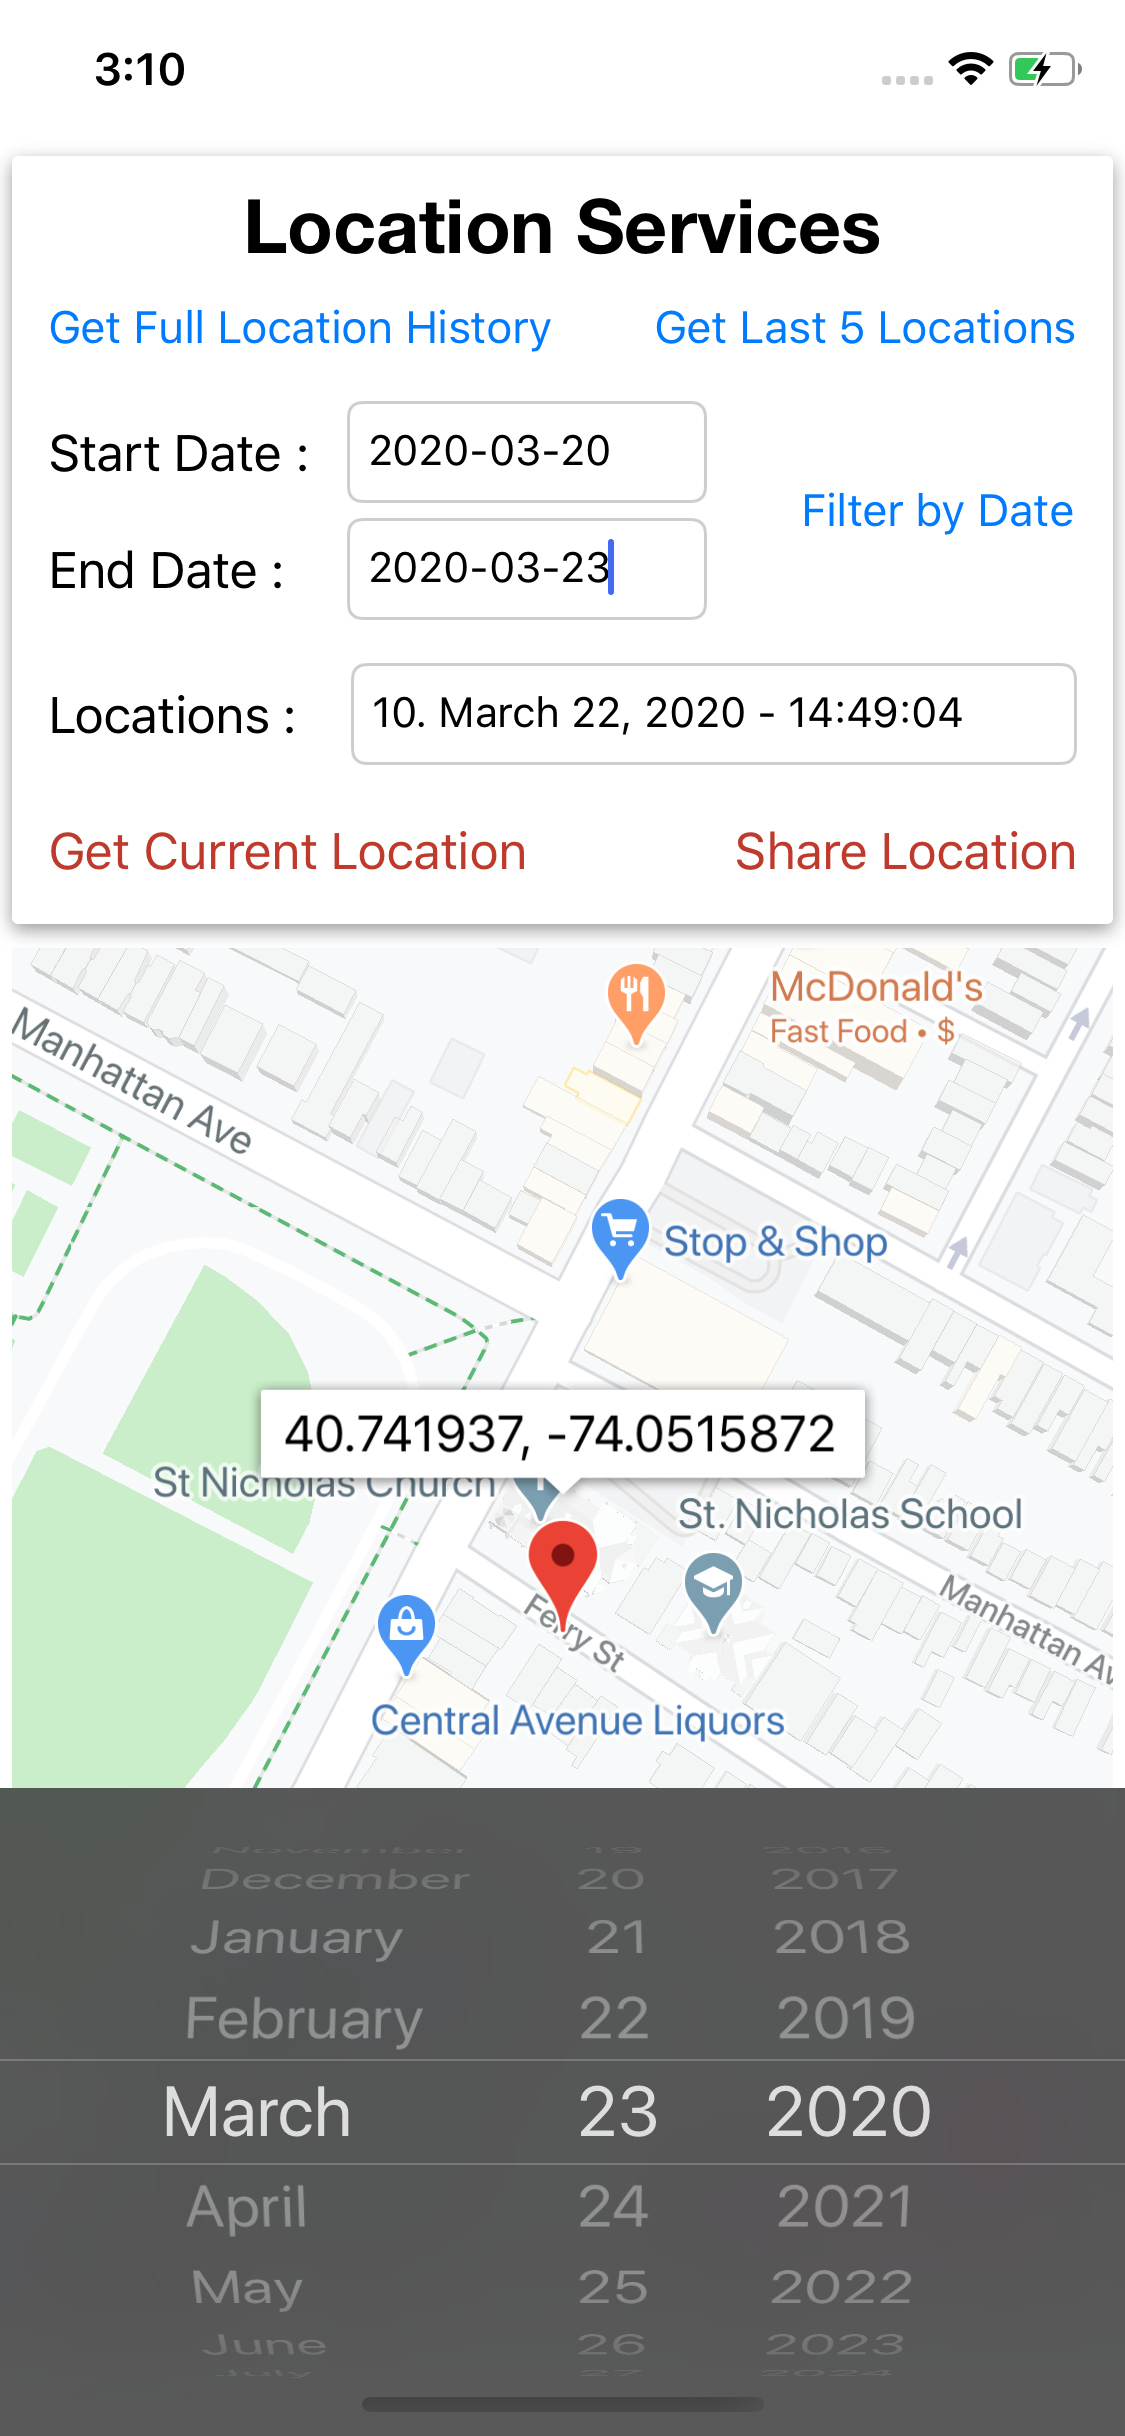 3:10
Location Services
Get Full Location History
Get Last 5 Locations
Start Date :
2020-03-20
Filter by Date
End Date :
2020-03-23
Locations :
10. March 22, 2020 - 14:49:04
Get Current Location
Share Location
McDonald's
Fast Food • $
Manhattan Ave
Stop & Shop
40.741937, -74.0515872
St Nicholas Church
St. Nicholas School
Manhattan Av
Ferry St
Central Avenue Liquors
November 19 2016
December 20 2017
January 21 2018
February 22 2019
March 23 2020
April 24 2021
May 25 2022
June 26 2023
July 27 2024